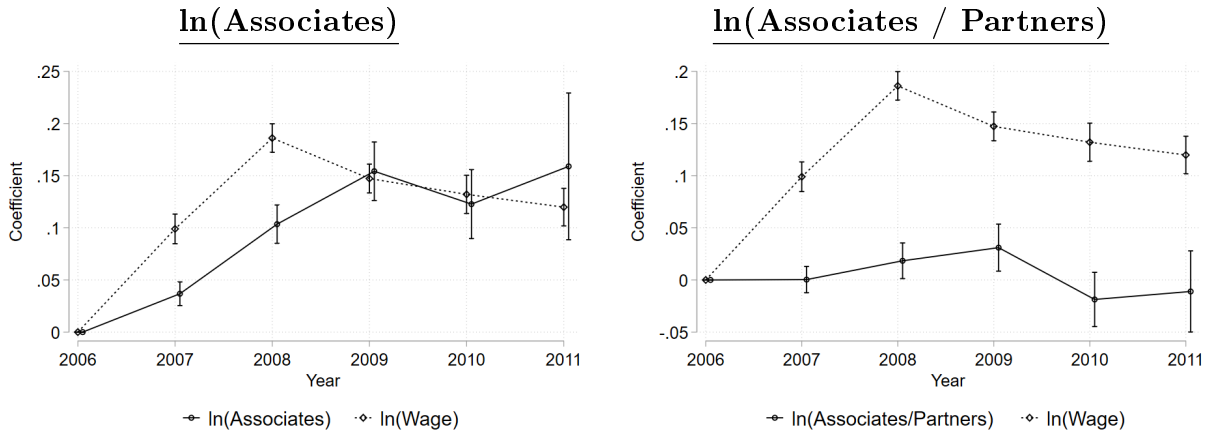 ln(Associates)
.25
.2
.15
.1
.05
0
Coefficient
2006 2007 2008 2009 2010 2011
Year
ln(Associates) ln(Wage)
ln(Associates / Partners)
.2
.15
.1
.05
0
-.05
Coefficient
2006 2007 2008 2009 2010 2011
Year
ln(Associates/Partners) ln(Wage)